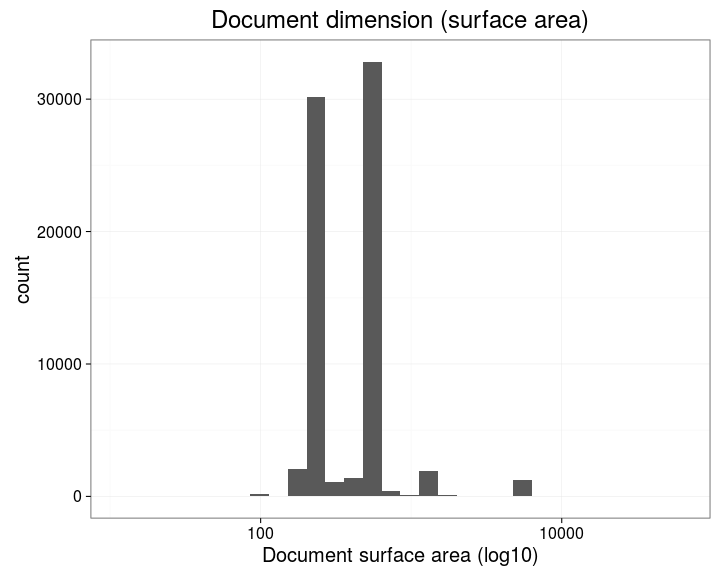 Document dimension (surface area)
30000
20000
10000
0
count
100
10000
Document surface area (log10)